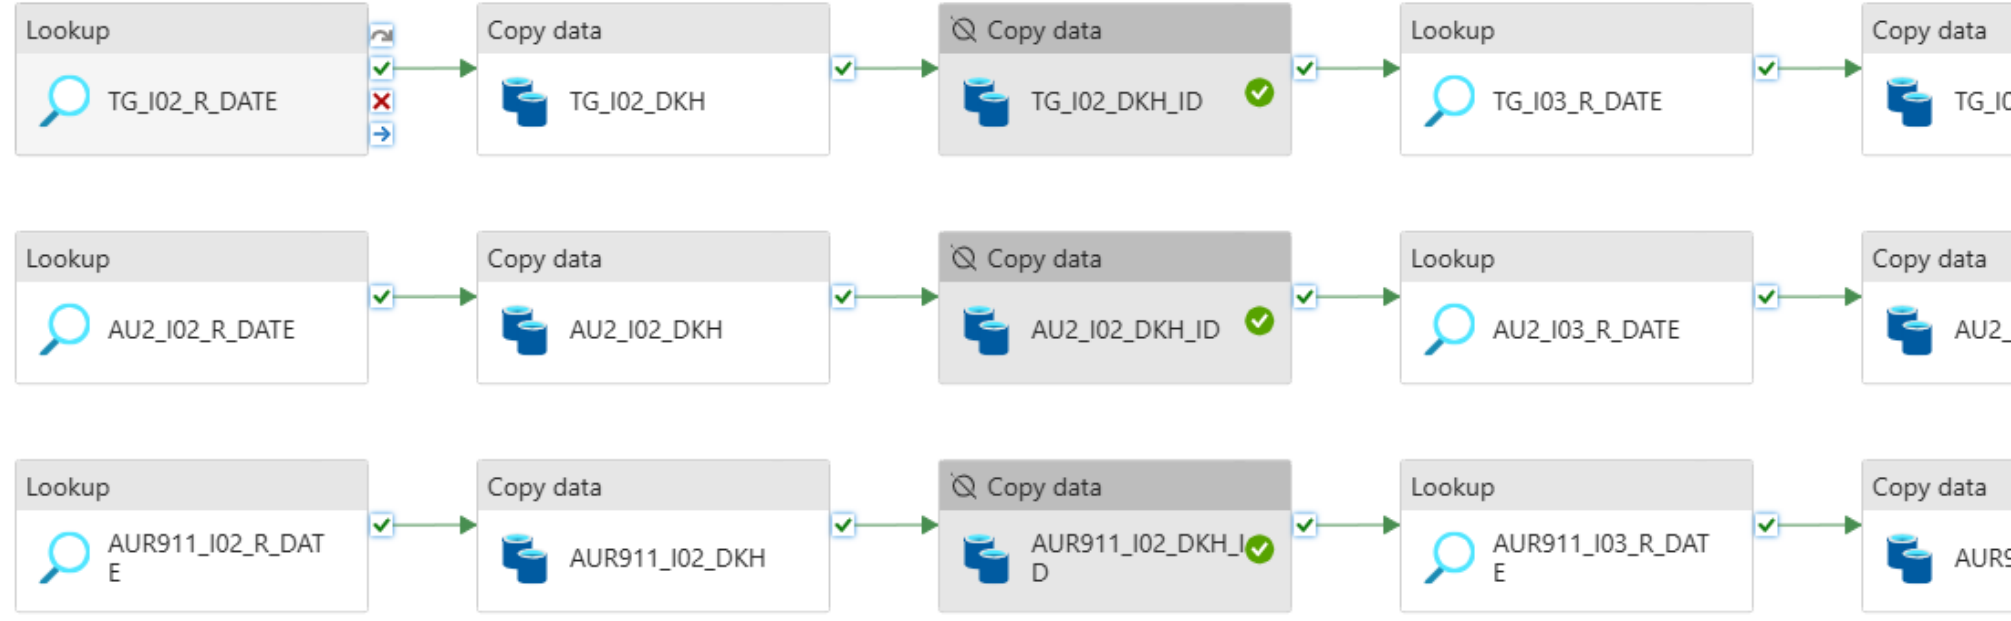 Lookup
TG_I02_R_DATE
Copy data
TG_I02_DKH
Copy data
TG_I02_DKH_ID
Lookup
TG_I03_R_DATE
Copy data
Lookup
AU2_I02_R_DATE
Copy data
AU2_I02_DKH
Copy data
AU2_I02_DKH_ID
Lookup
AU2_I03_R_DATE
Copy data
AU2_
Lookup
AUR911_I02_R_DAT
E
Copy data
AUR911_I02_DKH
Copy data
AUR911_I02_DKH_I
D
Lookup
AUR911_I03_R_DAT
E
Copy data